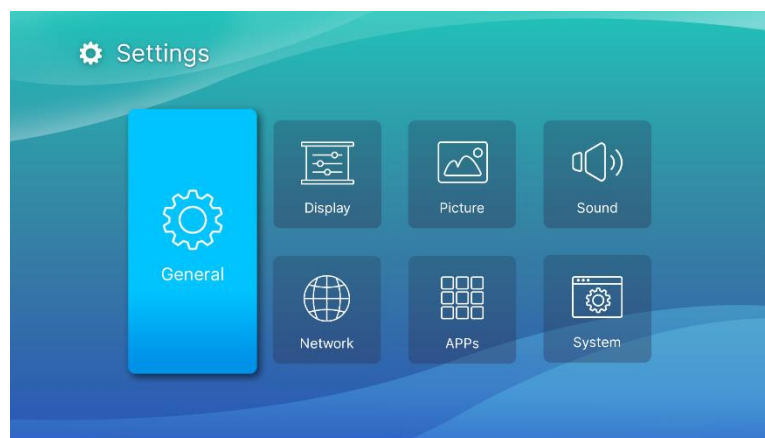 Settings
General
Display
Picture
Sound
Network
APPs
System